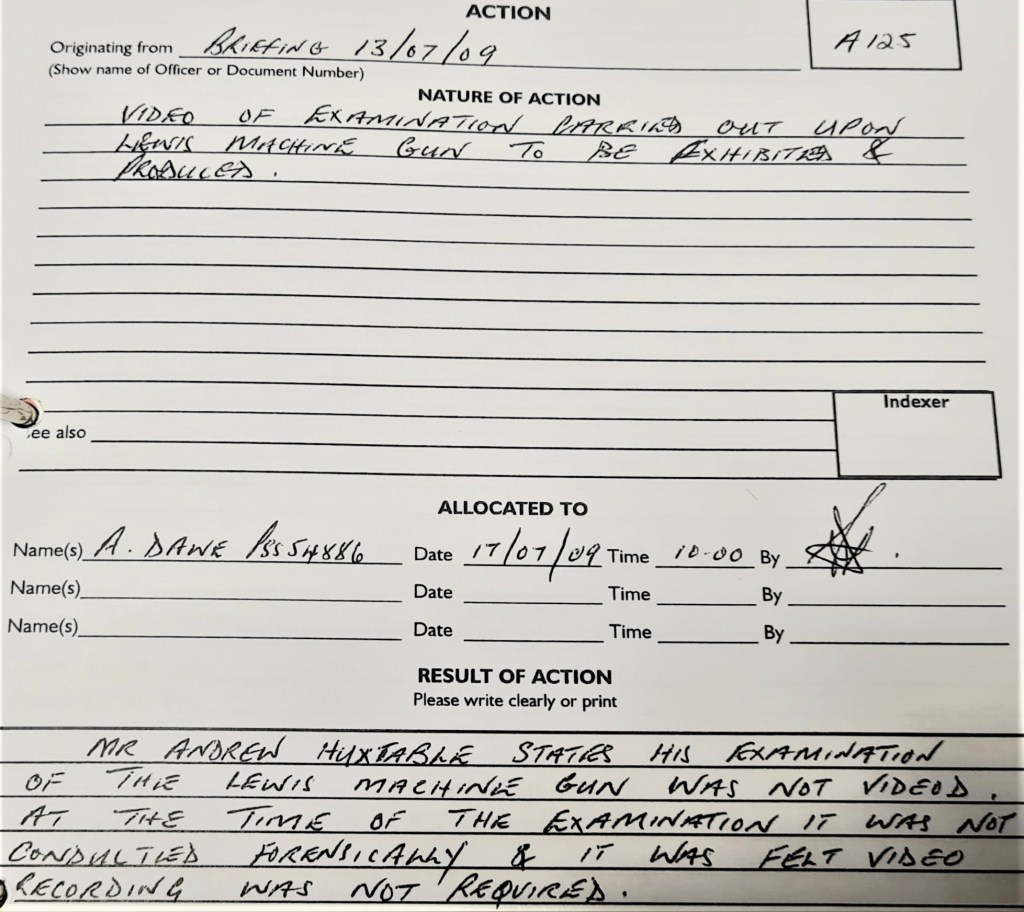 ACTION
Originating from BRIEFING 13/07/09
A125
(Show name of Officer or Document Number)
NATURE OF ACTION
VIDEO OF EXAMINATION CARRIED OUT UPON
LEWIS MACHINE GUN TO BE EXHIBITED &
PRODUCED.
Indexer
ee also
ALLOCATED TO
Name(s) A. DAWE PSS 54886 Date 17/07/09 Time 10-00 By
Name(s) Date Time By
Name(s) Date Time By
RESULT OF ACTION
Please write clearly or print
MR ANDREW HUXTABLE STATES HIS EXAMINATION
OF THE LEWIS MACHINE GUN WAS NOT VIDEOD.
AT THE TIME OF THE EXAMINATION IT WAS NOT
CONDUCTED FORENSICALLY & IT WAS FELT VIDEO
RECORDING WAS NOT REQUIRED.